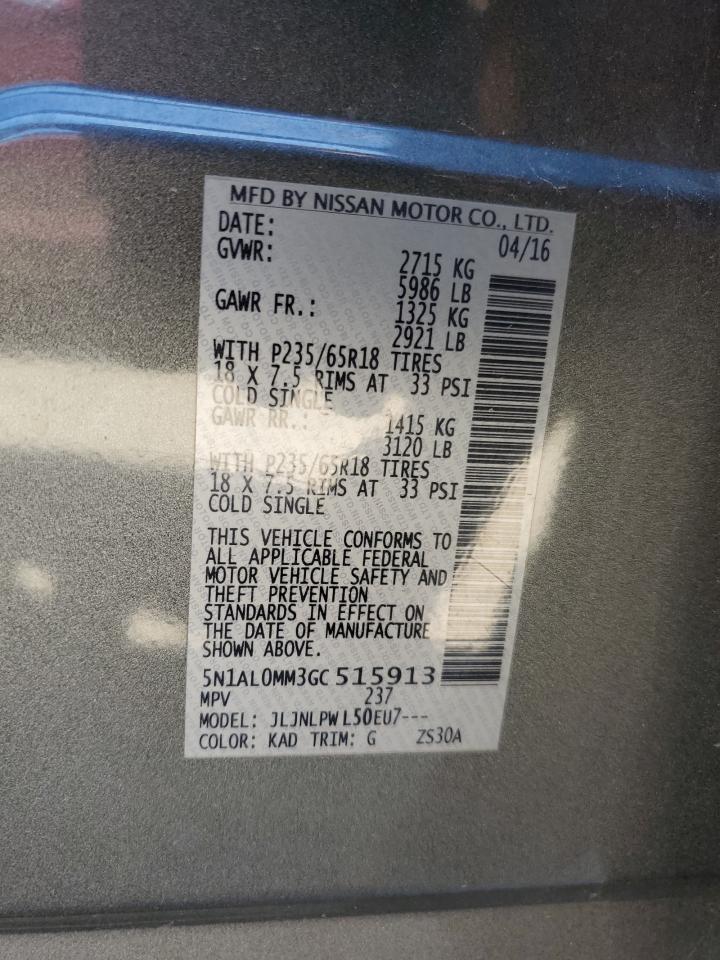 MFD BY NISSAN MOTOR CO., LTD.
DATE: 04/16
GVWR: 2715 KG
5986 LB
GAWR FR.: 1325 KG
2921 LB
WITH P235/65R18 TIRES
18 X 7.5 RIMS AT 33 PSI
COLD SINGLE
GAWR RR.: 1415 KG
3120 LB
WITH P235/65R18 TIRES
18 X 7.5 RIMS AT 33 PSI
COLD SINGLE
THIS VEHICLE CONFORMS TO
ALL APPLICABLE FEDERAL
MOTOR VEHICLE SAFETY AND
THEFT PREVENTION
STANDARDS IN EFFECT ON
THE DATE OF MANUFACTURE
SHOWN ABOVE.
5N1AL0MM3GC515913
MPV 237
MODEL: JLJNLPW L50EU7---
COLOR: KAD TRIM: G ZS30A